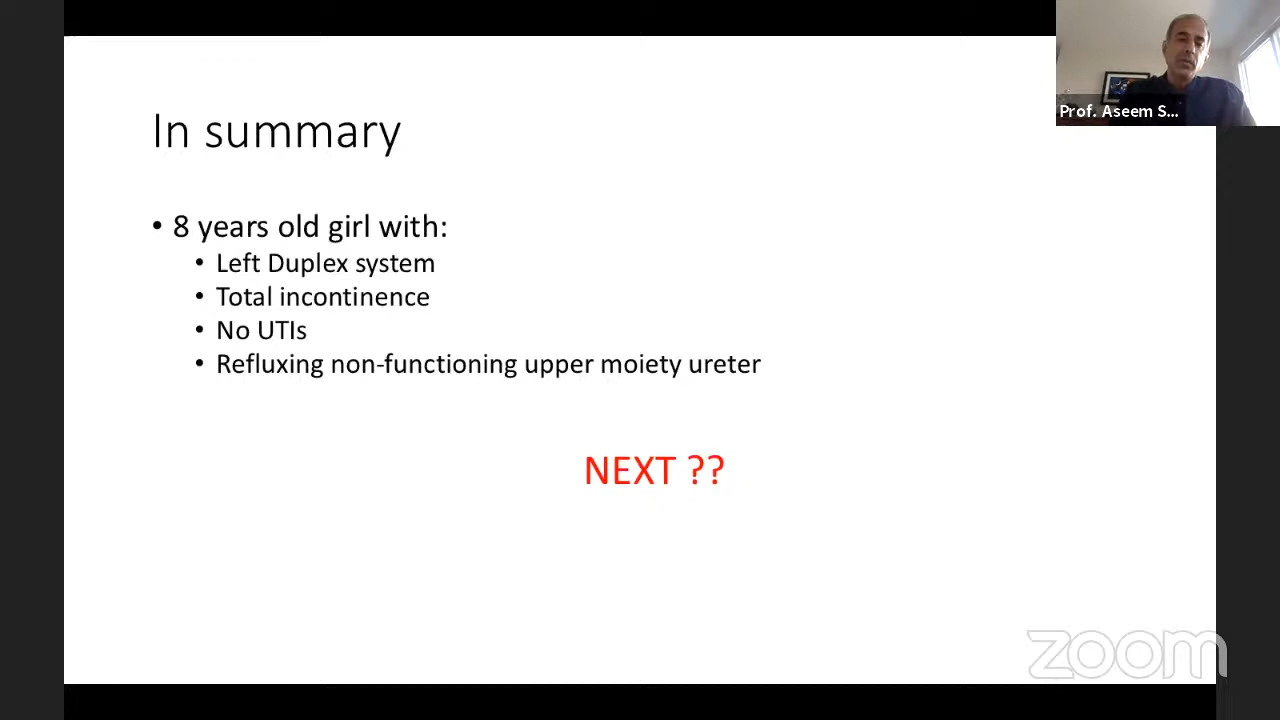 Prof. Aseem S...
In summary
• 8 years old girl with:
• Left Duplex system
• Total incontinence
• No UTIs
• Refluxing non-functioning upper moiety ureter
NEXT ??
zoom